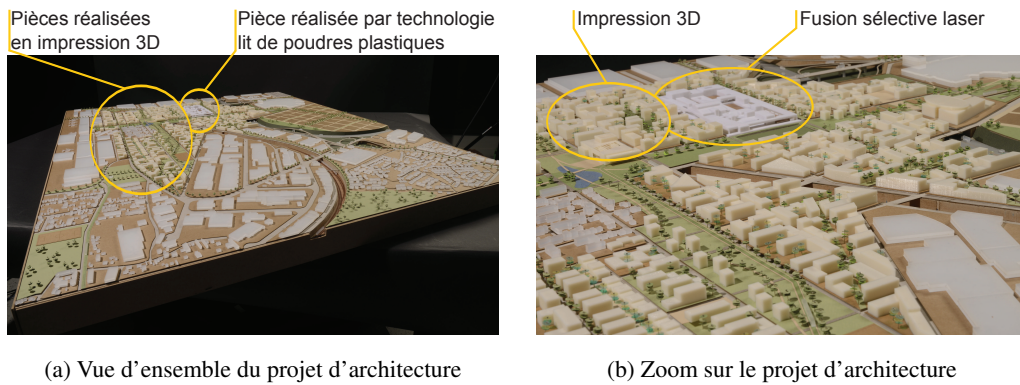 Pièces réalisées
en impression 3D
Pièce réalisée par technologie
lit de poudres plastiques
Impression 3D
Fusion sélective laser
(a) Vue d'ensemble du projet d'architecture
(b) Zoom sur le projet d'architecture